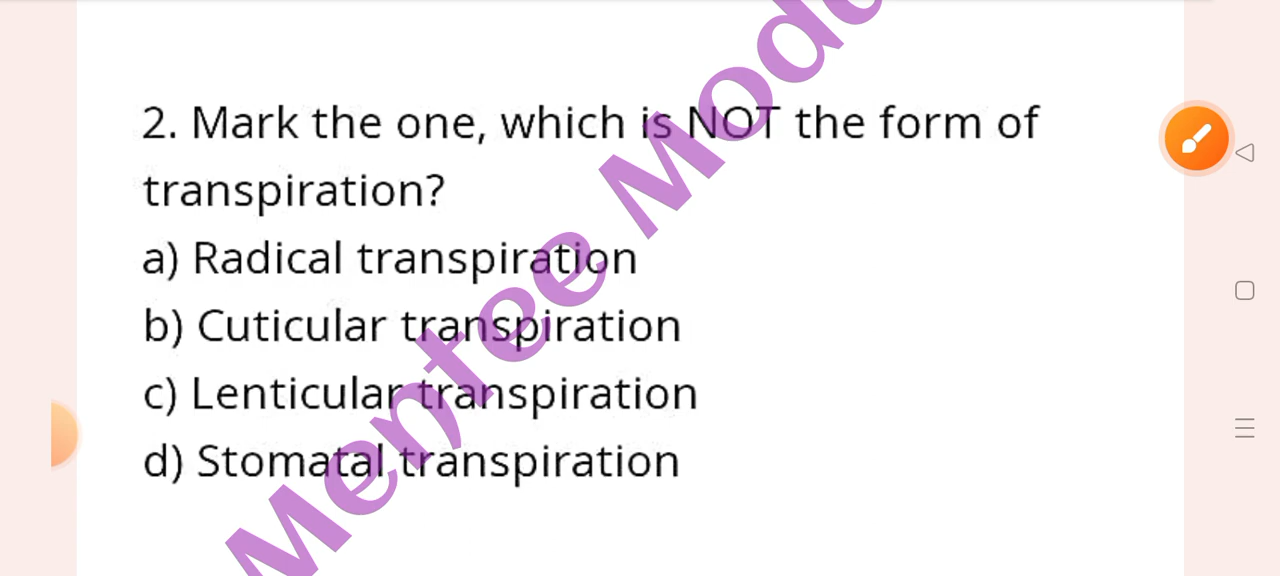 2. Mark the one, which is NOT the form of
transpiration?
a) Radical transpiration
b) Cuticular transpiration
c) Lenticular transpiration
d) Stomatal transpiration
Mentee